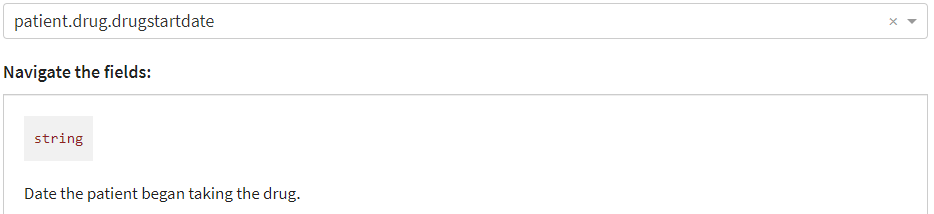 patient.drug.drugstartdate
Navigate the fields:
string
Date the patient began taking the drug.